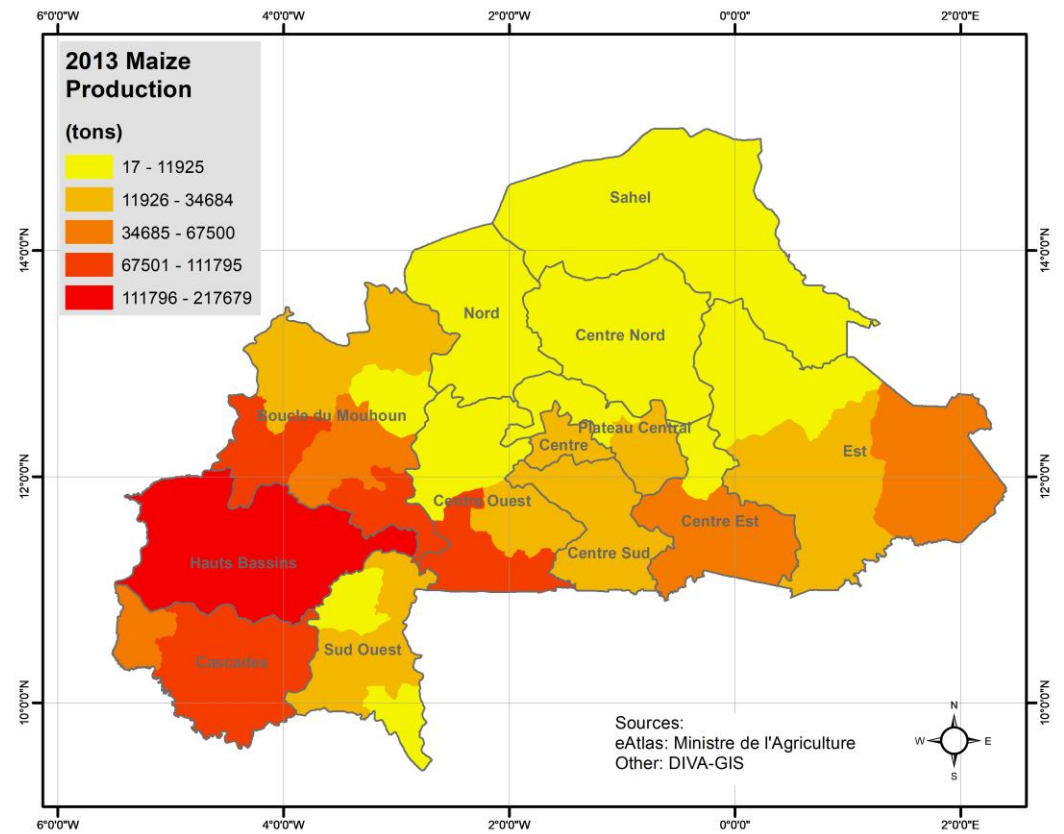 6°0'0"W 4°0'0"W 2°0'0"W 0°0'0" 2°0'0"E
2013 Maize
Production
(tons)
17 - 11925
11926 - 34684
34685 - 67500
67501 - 111795
111796 - 217679
14°0'0"N
14°0'0"N
12°0'0"N
12°0'0"N
10°0'0"N
10°0'0"N
Sahel
Nord
Centre Nord
Boucle du Mouhoun
Plateau Central
Centre
Est
Centre Ouest
Centre Est
Centre Sud
Hauts Bassins
Sud Ouest
Cascades
Sources:
eAtlas: Ministre de l'Agriculture
Other: DIVA-GIS
N
W E
S
6°0'0"W 4°0'0"W 2°0'0"W 0°0'0" 2°0'0"E